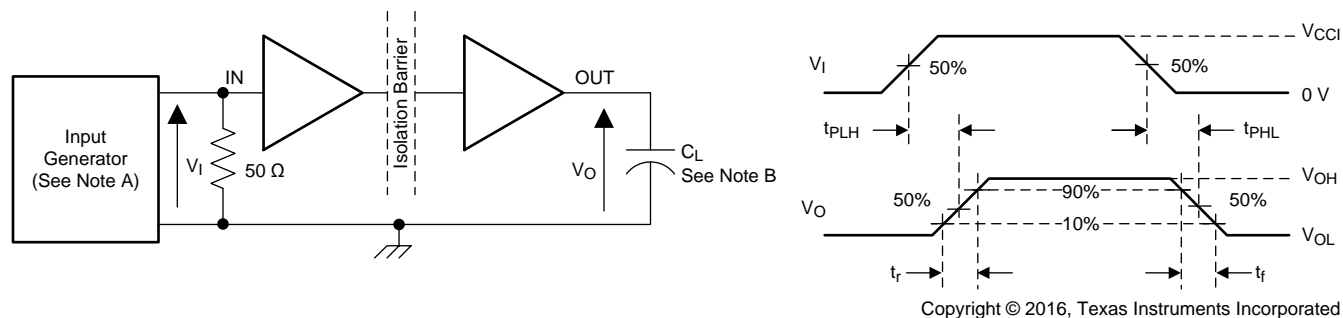 Input
Generator
(See Note A)
V_I
IN
50 Ω
Isolation Barrier
OUT
V_O
C_L
See Note B
V_I
50%
50%
V_CCI
0 V
t_PLH
t_PHL
V_O
50%
90%
10%
50%
V_OH
V_OL
t_r
t_f
Copyright © 2016, Texas Instruments Incorporated